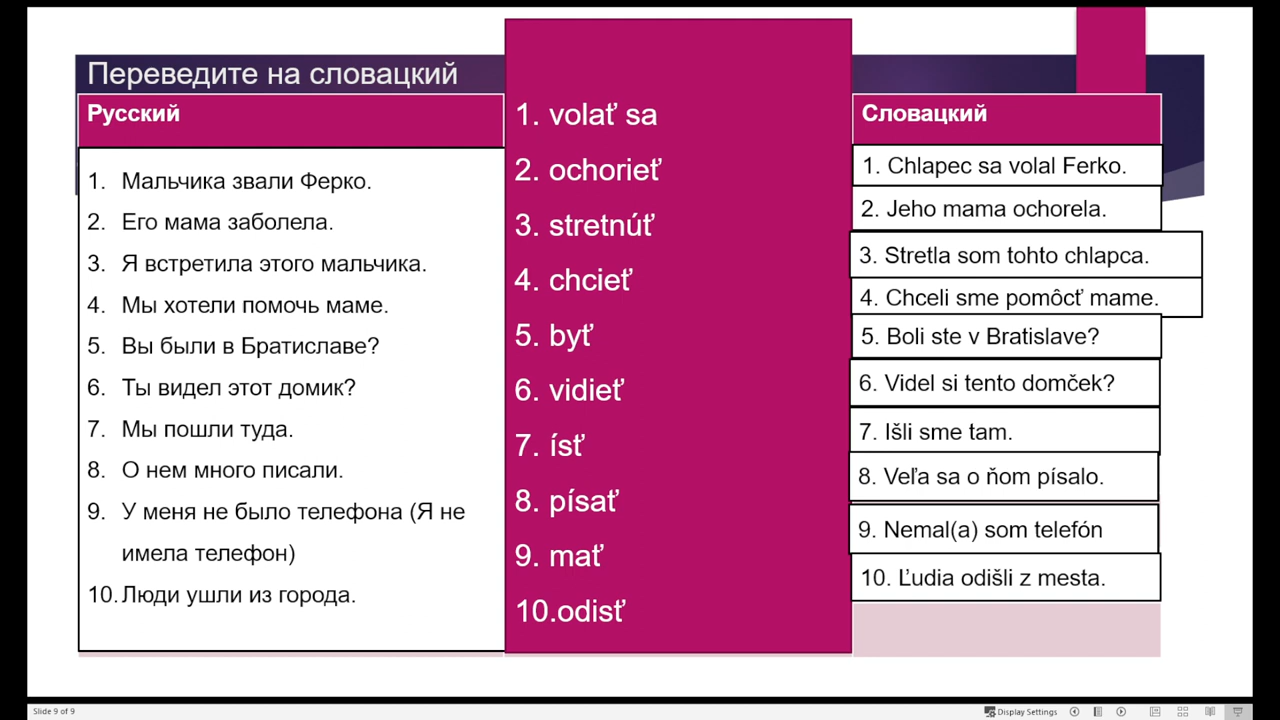 Переведите на словацкий
Русский
1. Мальчика звали Ферко.
2. Его мама заболела.
3. Я встретила этого мальчика.
4. Мы хотели помочь маме.
5. Вы были в Братиславе?
6. Ты видел этот домик?
7. Мы пошли туда.
8. О нем много писали.
9. У меня не было телефона (Я не
имела телефон)
10. Люди ушли из города.
1. volať sa
2. ochorieť
3. stretnúť
4. chcieť
5. byť
6. vidieť
7. ísť
8. písať
9. mať
10.odisť
Словацкий
1. Chlapec sa volal Ferko.
2. Jeho mama ochorela.
3. Stretla som tohto chlapca.
4. Chceli sme pomôcť mame.
5. Boli ste v Bratislave?
6. Videl si tento domček?
7. Išli sme tam.
8. Veľa sa o ňom písalo.
9. Nemal(a) som telefón
10. Ľudia odišli z mesta.
Slide 9 of 9
Display Settings